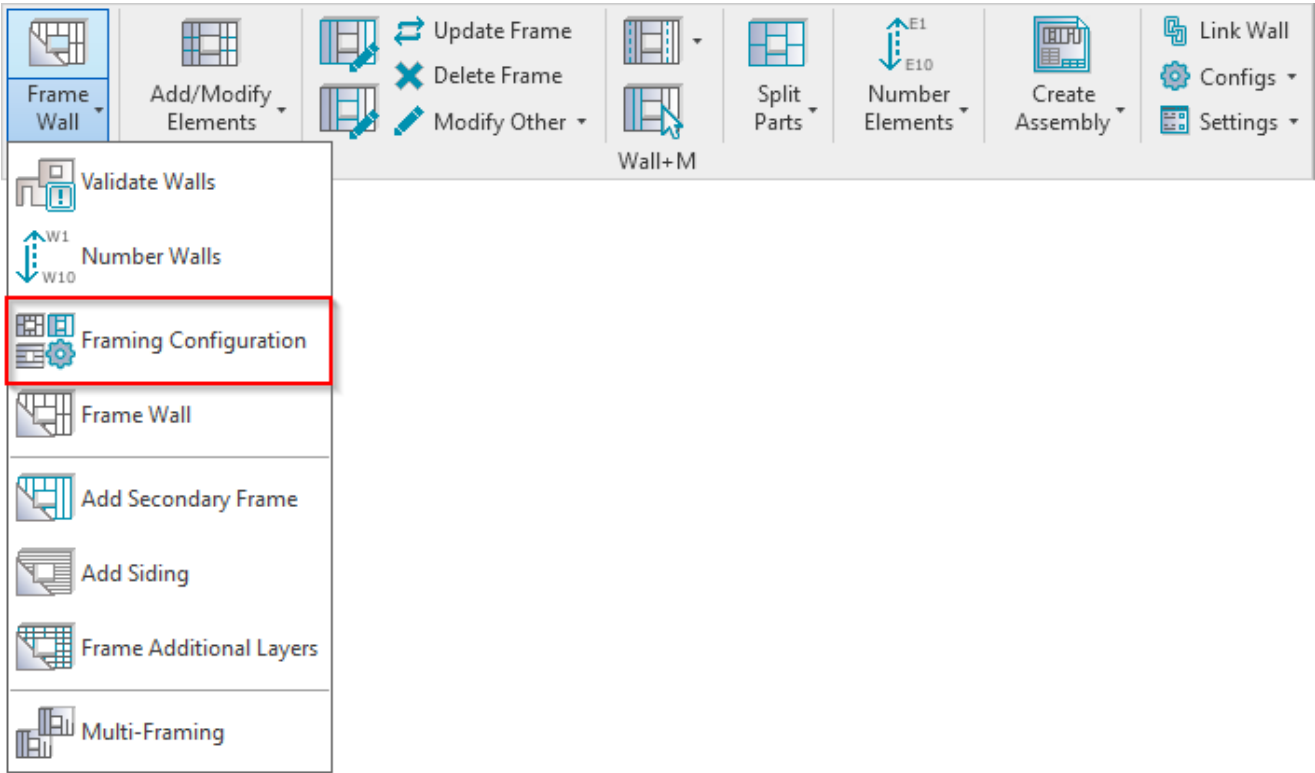 Frame
Wall
Add/Modify
Elements
Update Frame
Delete Frame
Modify Other
Split
Parts
E1
E10
Number
Elements
Create
Assembly
Link Wall
Configs
Settings
Wall+M
Validate Walls
W1
W10
Number Walls
Framing Configuration
Frame Wall
Add Secondary Frame
Add Siding
Frame Additional Layers
Multi-Framing